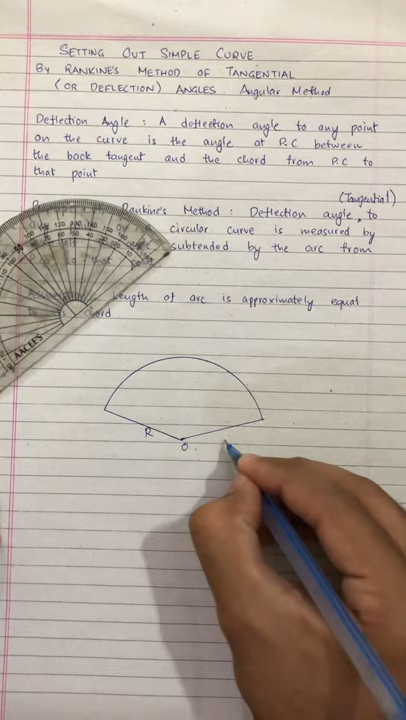 SETTING OUT SIMPLE CURVE
BY RANKINE'S METHOD OF TANGENTIAL
(OR DEFLECTION) ANGLES. Angular Method
Deflection Angle : A deflection angle to any point
on the curve is the angle at P.C between
the back tangent and the chord from P.C to
that point
(Tangential)
Rankine's Method : Deflection angle, to
circular curve is measured by
subtended by the arc from
Length of arc is approximately equal
chord
R
O
AACEES